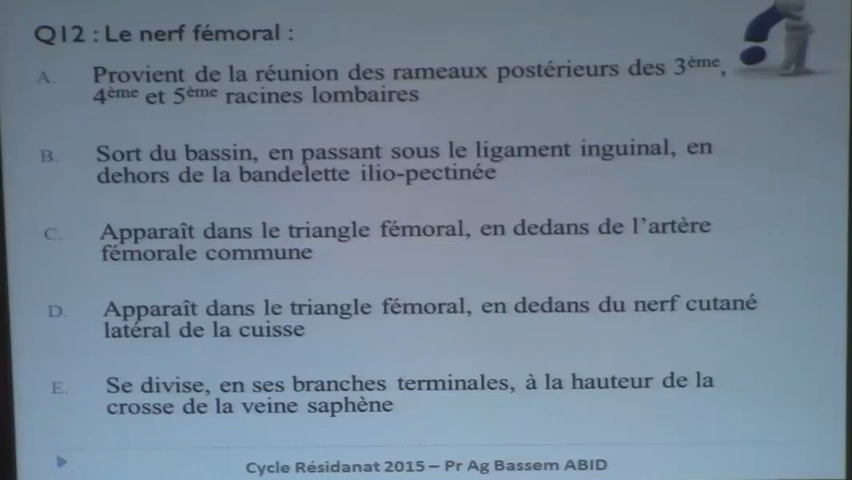 Q12 : Le nerf fémoral :
A. Provient de la réunion des rameaux postérieurs des 3ème,
4ème et 5ème racines lombaires
B. Sort du bassin, en passant sous le ligament inguinal, en
dehors de la bandelette ilio-pectinée
C. Apparaît dans le triangle fémoral, en dedans de l’artère
fémorale commune
D. Apparaît dans le triangle fémoral, en dedans du nerf cutané
latéral de la cuisse
E. Se divise, en ses branches terminales, à la hauteur de la
crosse de la veine saphène
Cycle Résidanat 2015 – Pr Ag Bassem ABID